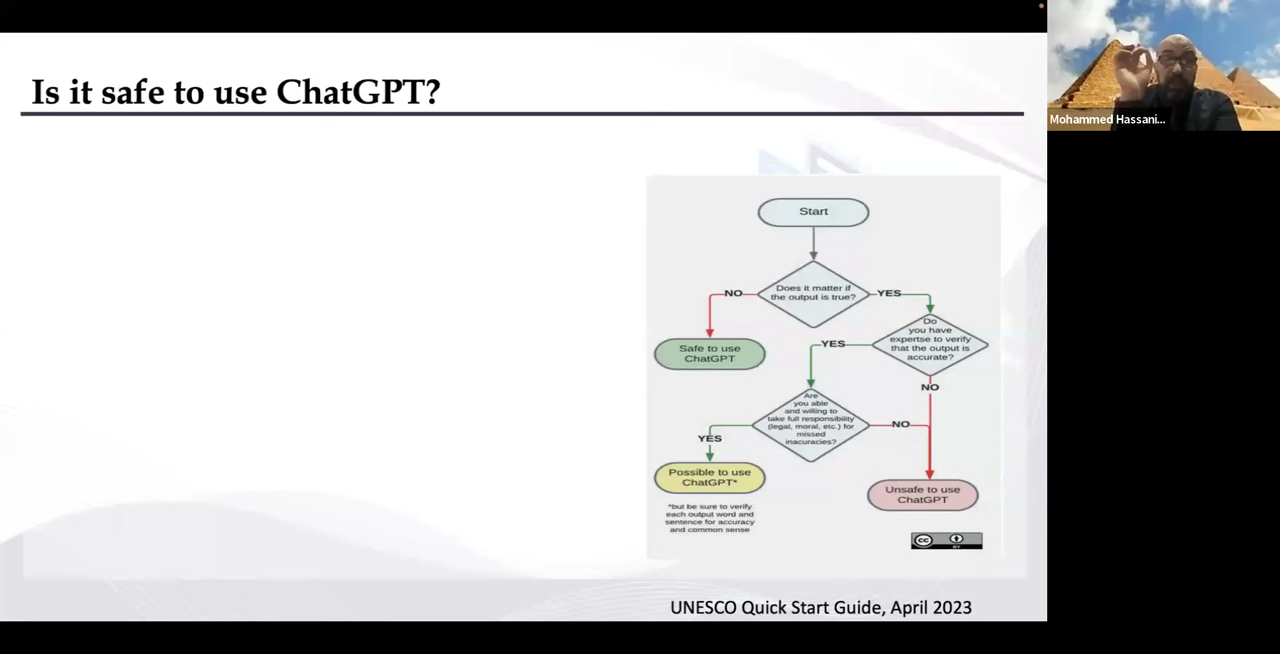 Is it safe to use ChatGPT?
Mohammed Hassani...
Start
Does it matter if
the output is true?
NO
YES
Safe to use
ChatGPT
Do
you have
expertse to verify
that the output is
accurate?
YES
NO
Are
you able
and willing to
take full responsibility
(legal, moral, etc.) for
missed
inacuracies?
YES
NO
Possible to use
ChatGPT*
Unsafe to use
ChatGPT
*but be sure to verify
each output word and
sentence for accuracy
and common sense
cc
BY
UNESCO Quick Start Guide, April 2023